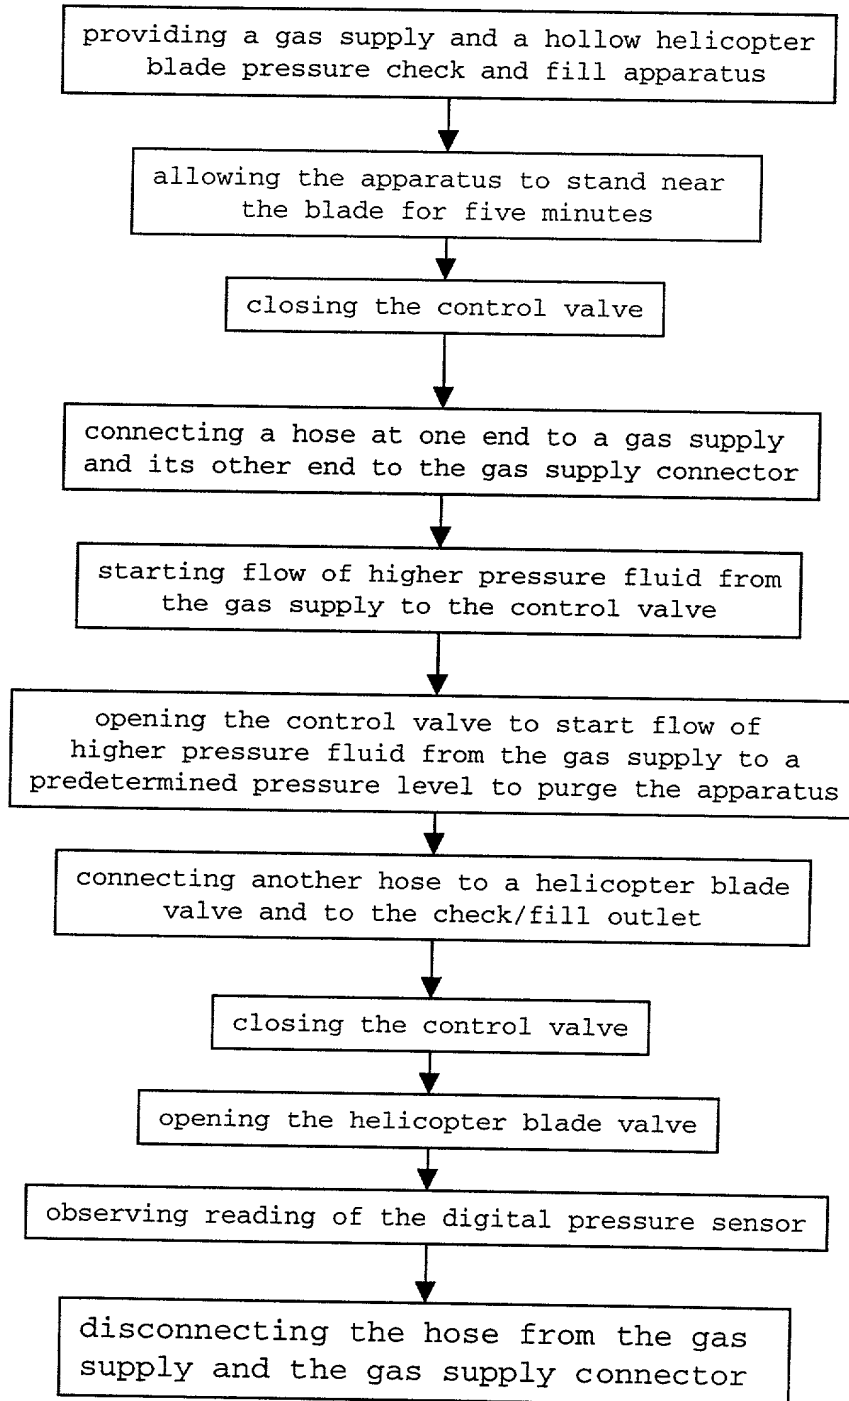 providing a gas supply and a hollow helicopter
blade pressure check and fill apparatus
allowing the apparatus to stand near
the blade for five minutes
closing the control valve
connecting a hose at one end to a gas supply
and its other end to the gas supply connector
starting flow of higher pressure fluid from
the gas supply to the control valve
opening the control valve to start flow of
higher pressure fluid from the gas supply to a
predetermined pressure level to purge the apparatus
connecting another hose to a helicopter blade
valve and to the check/fill outlet
closing the control valve
opening the helicopter blade valve
observing reading of the digital pressure sensor
disconnecting the hose from the gas
supply and the gas supply connector